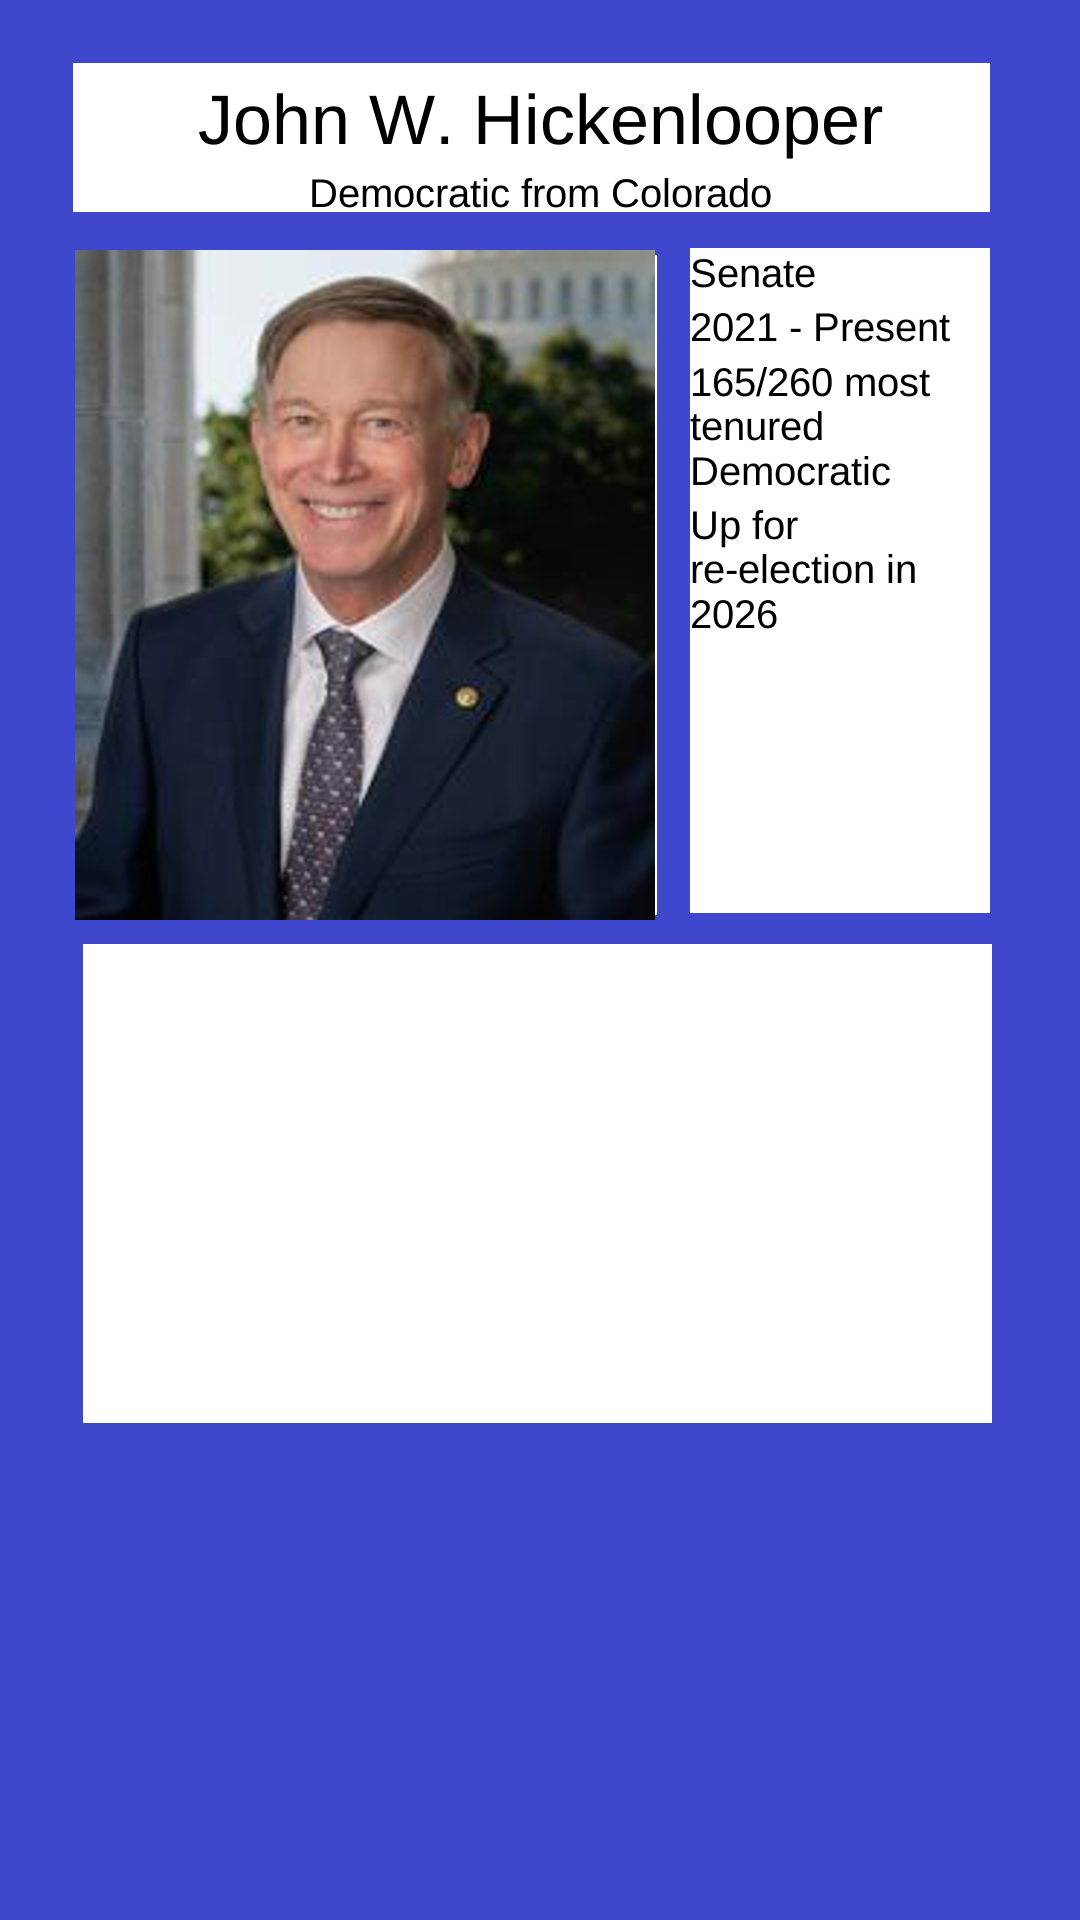 John W. Hickenlooper
Democratic from Colorado
Senate
2021 - Present
165/260 most
tenured
Democratic
Up for
re-election in
2026